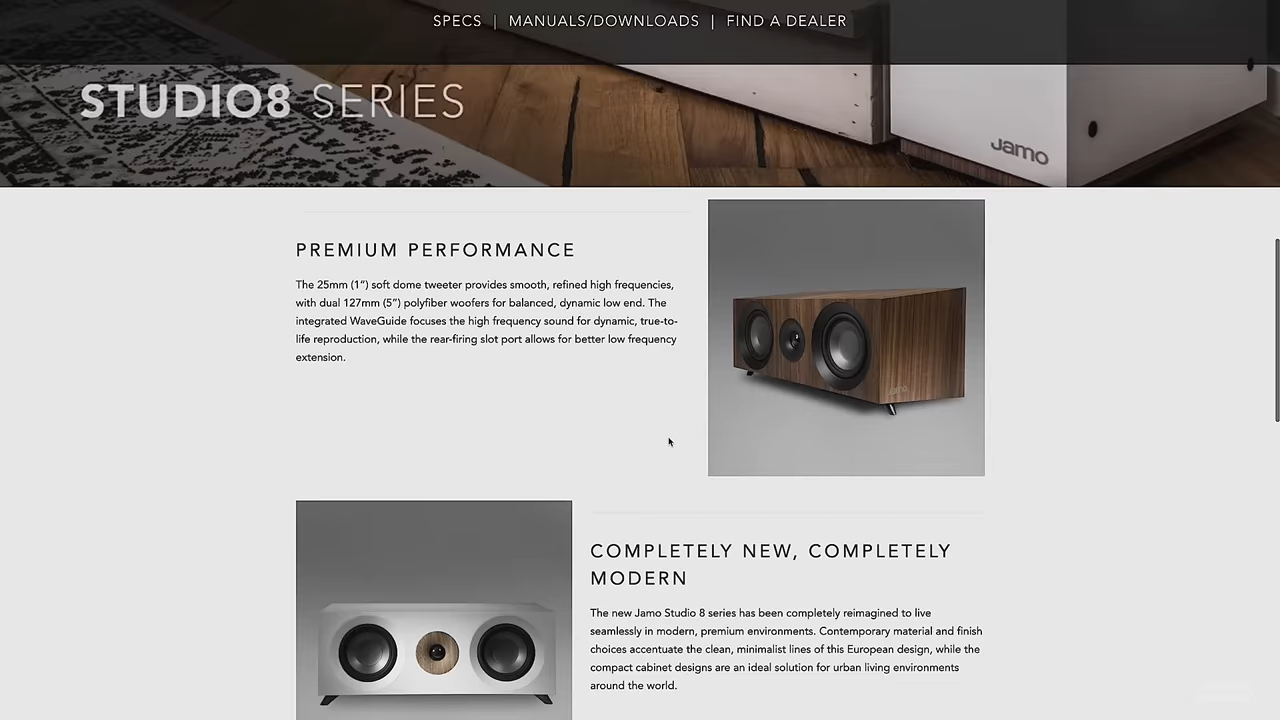 SPECS | MANUALS/DOWNLOADS | FIND A DEALER
STUDIO8 SERIES
Jamo
PREMIUM PERFORMANCE
The 25mm (1”) soft dome tweeter provides smooth, refined high frequencies,
with dual 127mm (5”) polyfiber woofers for balanced, dynamic low end. The
integrated WaveGuide focuses the high frequency sound for dynamic, true-to-
life reproduction, while the rear-firing slot port allows for better low frequency
extension.
Jamo
COMPLETELY NEW, COMPLETELY
MODERN
The new Jamo Studio 8 series has been completely reimagined to live
seamlessly in modern, premium environments. Contemporary material and finish
choices accentuate the clean, minimalist lines of this European design, while the
compact cabinet designs are an ideal solution for urban living environments
around the world.